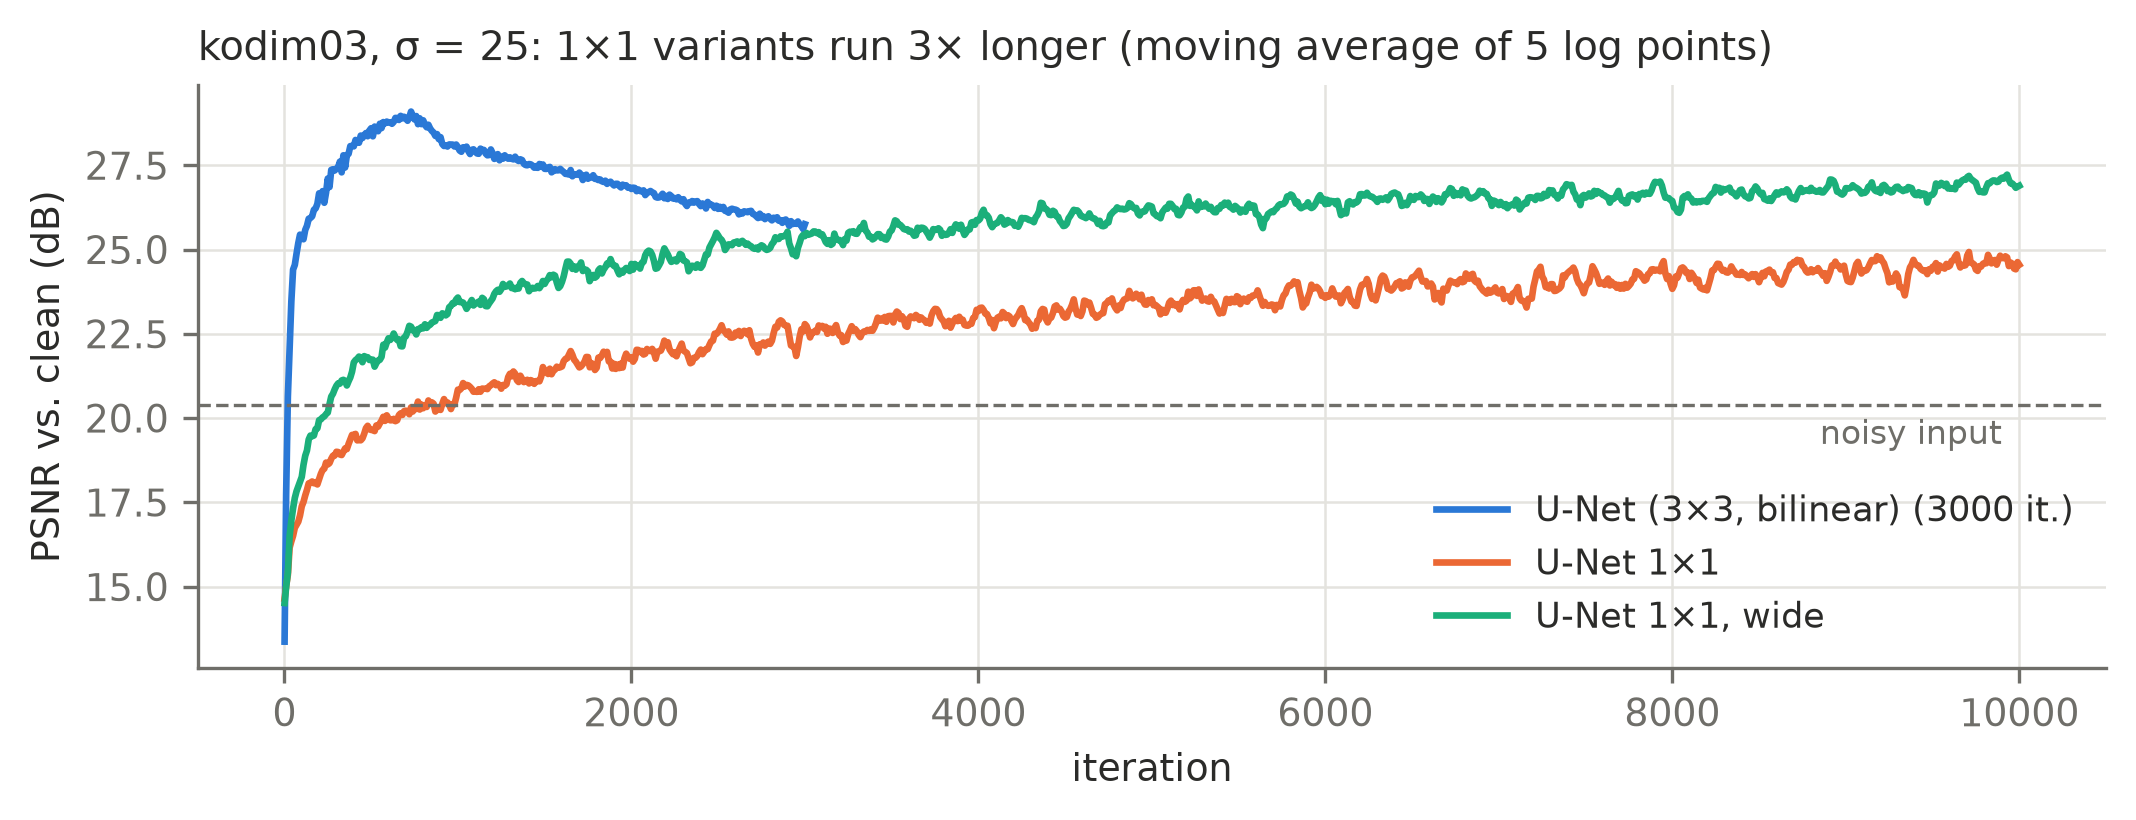 kodim03, σ = 25: 1×1 variants run 3× longer (moving average of 5 log points)
PSNR vs. clean (dB)
27.5
25.0
22.5
20.0
17.5
15.0
noisy input
U-Net (3×3, bilinear) (3000 it.)
U-Net 1×1
U-Net 1×1, wide
0 2000 4000 6000 8000 10000
iteration